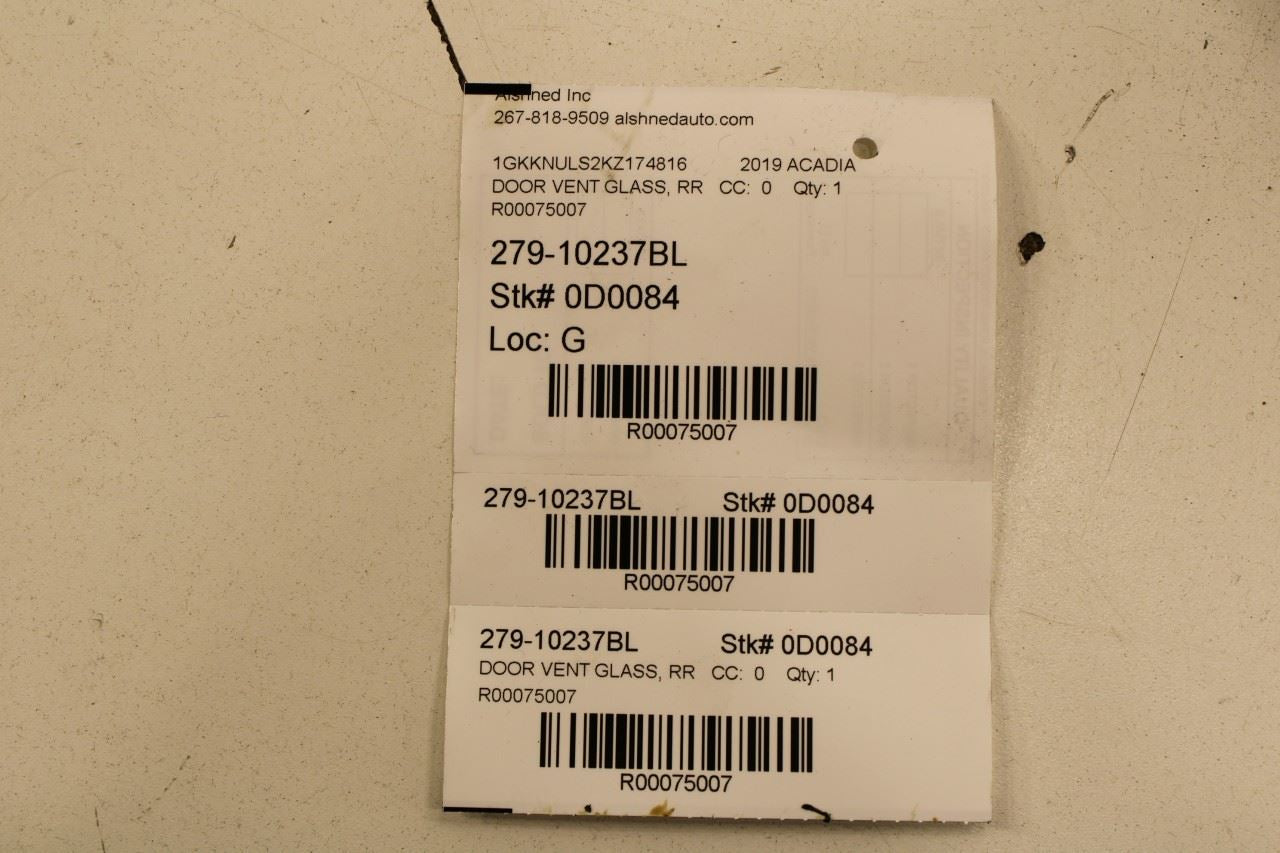 Alshned Inc
267-818-9509 alshnedauto.com
1GKKNULS2KZ174816 2019 ACADIA
DOOR VENT GLASS, RR CC: 0 Qty: 1
R00075007
279-10237BL
Stk# 0D0084
Loc: G
R00075007
279-10237BL Stk# 0D0084
R00075007
279-10237BL Stk# 0D0084
DOOR VENT GLASS, RR CC: 0 Qty: 1
R00075007
R00075007